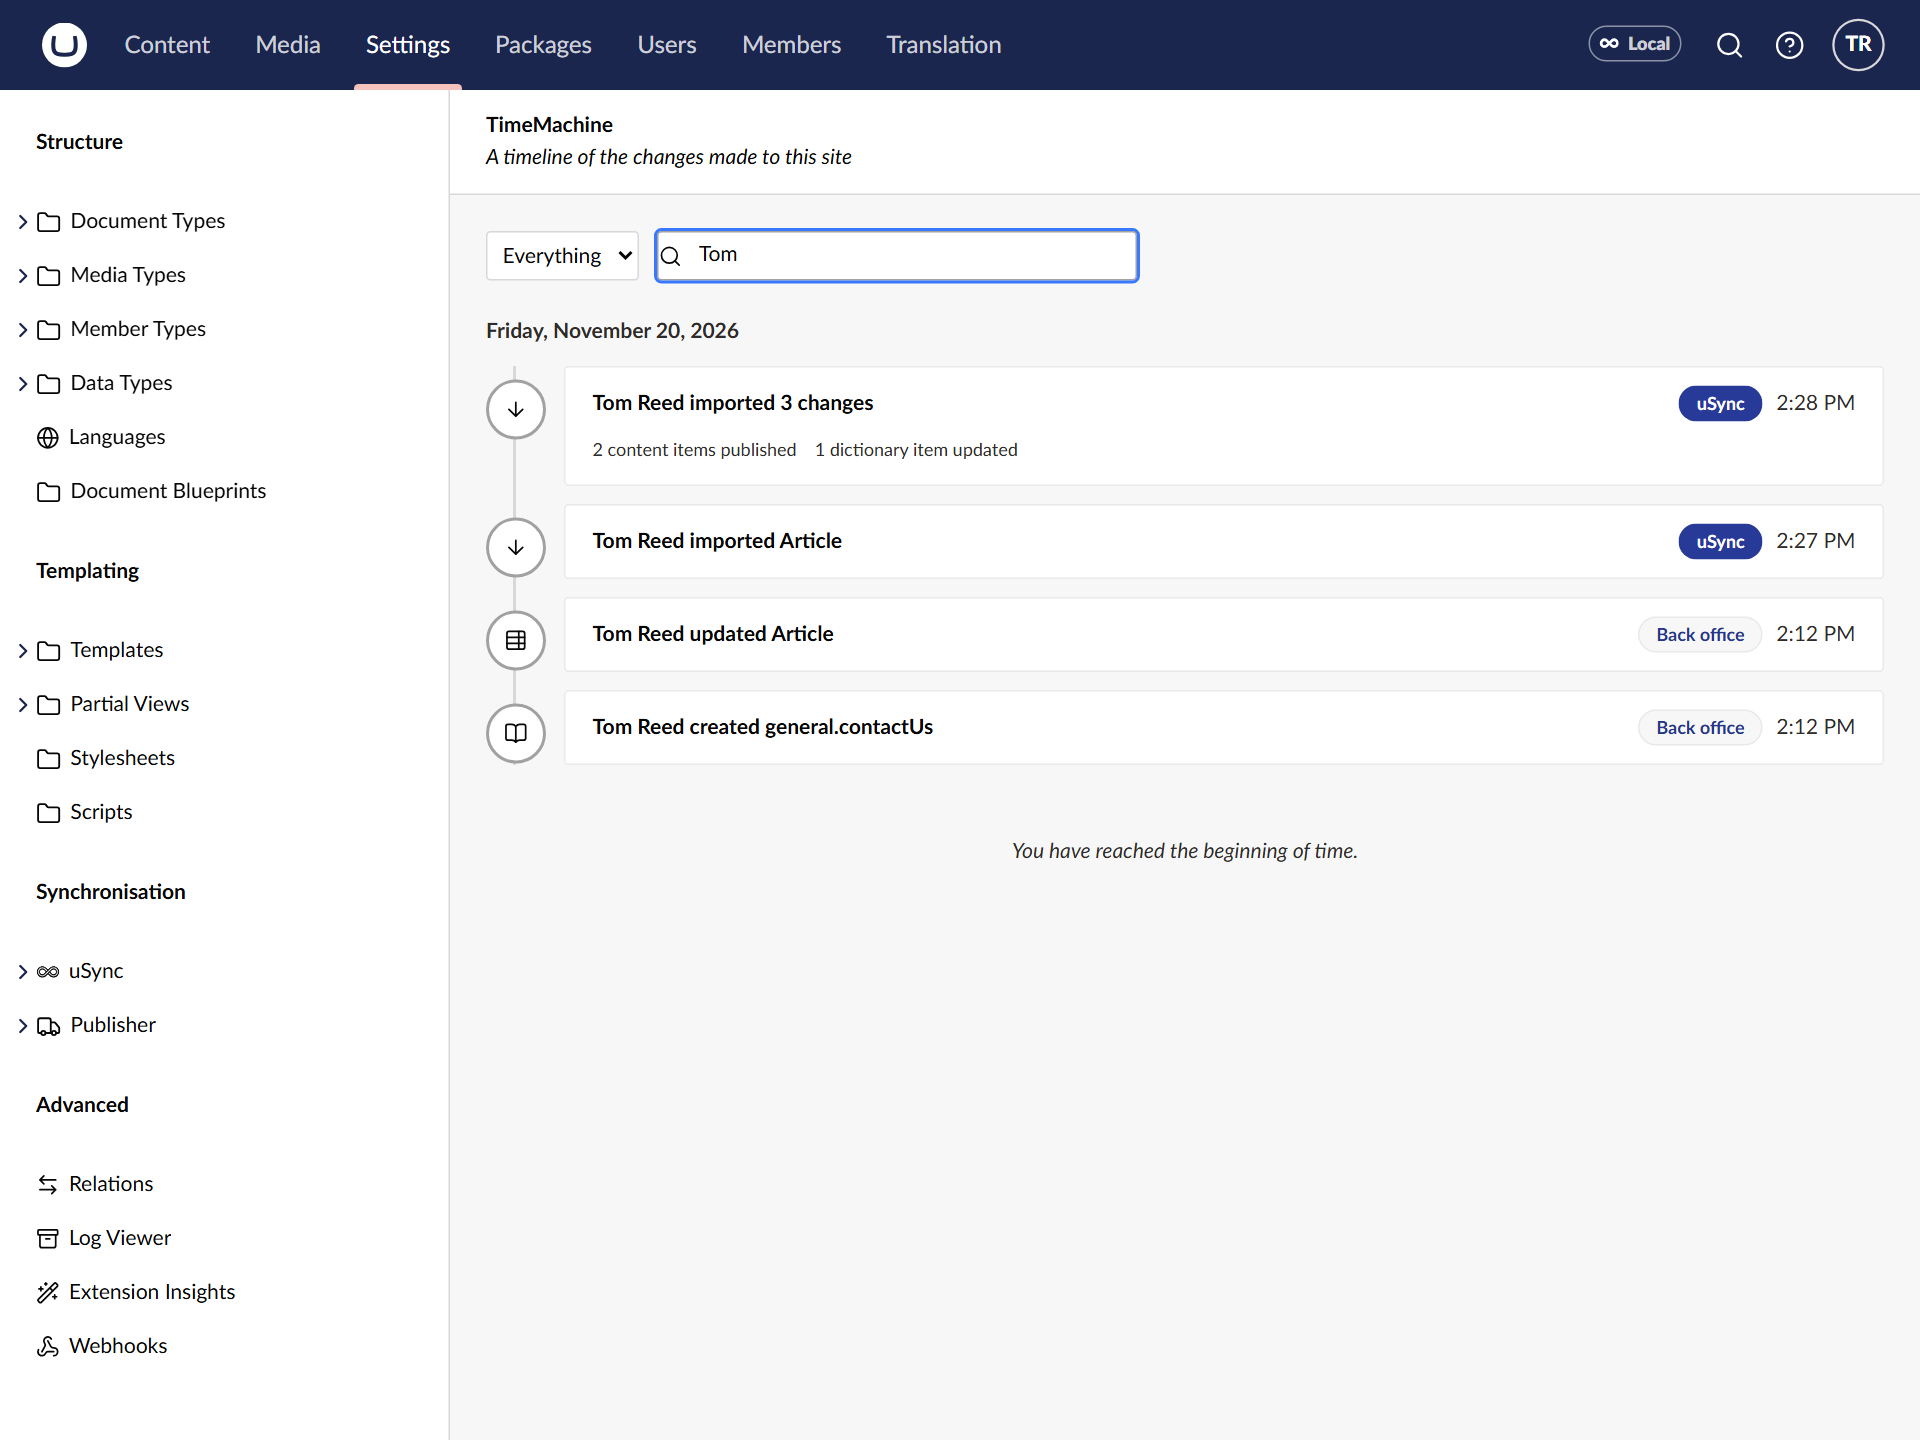 Content Media Settings Packages Users Members Translation Local TR
Structure
Document Types
Media Types
Member Types
Data Types
Languages
Document Blueprints
Templating
Templates
Partial Views
Stylesheets
Scripts
Synchronisation
uSync
Publisher
Advanced
Relations
Log Viewer
Extension Insights
Webhooks
TimeMachine
A timeline of the changes made to this site
Everything Tom
Friday, November 20, 2026
Tom Reed imported 3 changes uSync 2:28 PM
2 content items published 1 dictionary item updated
Tom Reed imported Article uSync 2:27 PM
Tom Reed updated Article Back office 2:12 PM
Tom Reed created general.contactUs Back office 2:12 PM
You have reached the beginning of time.